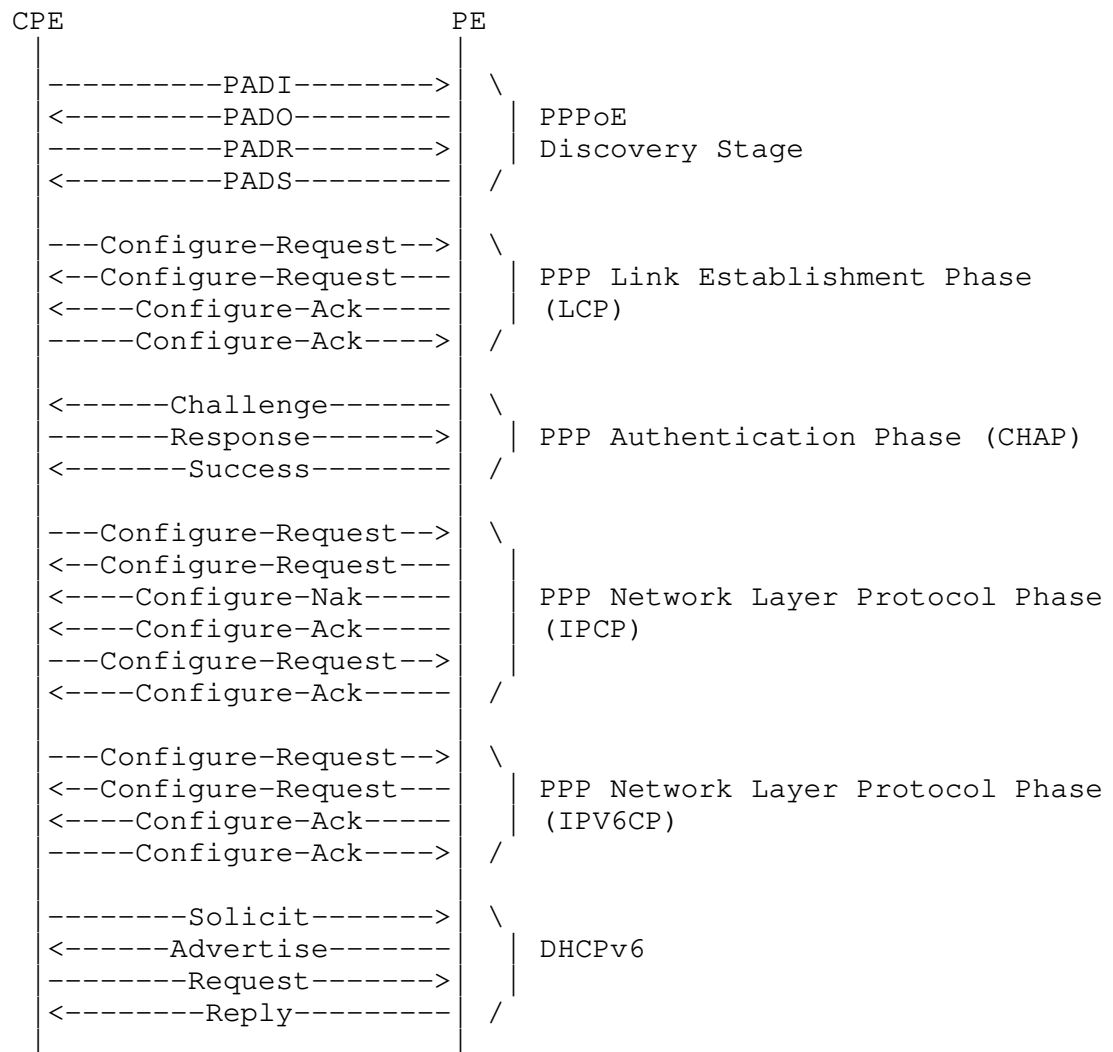 CPE                      PE
 |                        |
 |----------PADI-------->| \
 |<---------PADO---------|  | PPPoE
 |----------PADR-------->|  | Discovery Stage
 |<---------PADS---------| /
 |                        |
 |---Configure-Request-->| \
 |<--Configure-Request---|  | PPP Link Establishment Phase
 |<----Configure-Ack-----|  | (LCP)
 |-----Configure-Ack---->| /
 |                        |
 |<------Challenge-------| \
 |-------Response------->|  | PPP Authentication Phase (CHAP)
 |<-------Success--------| /
 |                        |
 |---Configure-Request-->| \
 |<--Configure-Request---|  |
 |<----Configure-Nak-----|  | PPP Network Layer Protocol Phase
 |<----Configure-Ack-----|  | (IPCP)
 |---Configure-Request-->|  |
 |<----Configure-Ack-----| /
 |                        |
 |---Configure-Request-->| \
 |<--Configure-Request---|  | PPP Network Layer Protocol Phase
 |<----Configure-Ack-----|  | (IPV6CP)
 |-----Configure-Ack---->| /
 |                        |
 |--------Solicit------->| \
 |<------Advertise-------|  | DHCPv6
 |--------Request------->|  |
 |<--------Reply---------| /
 |                        |